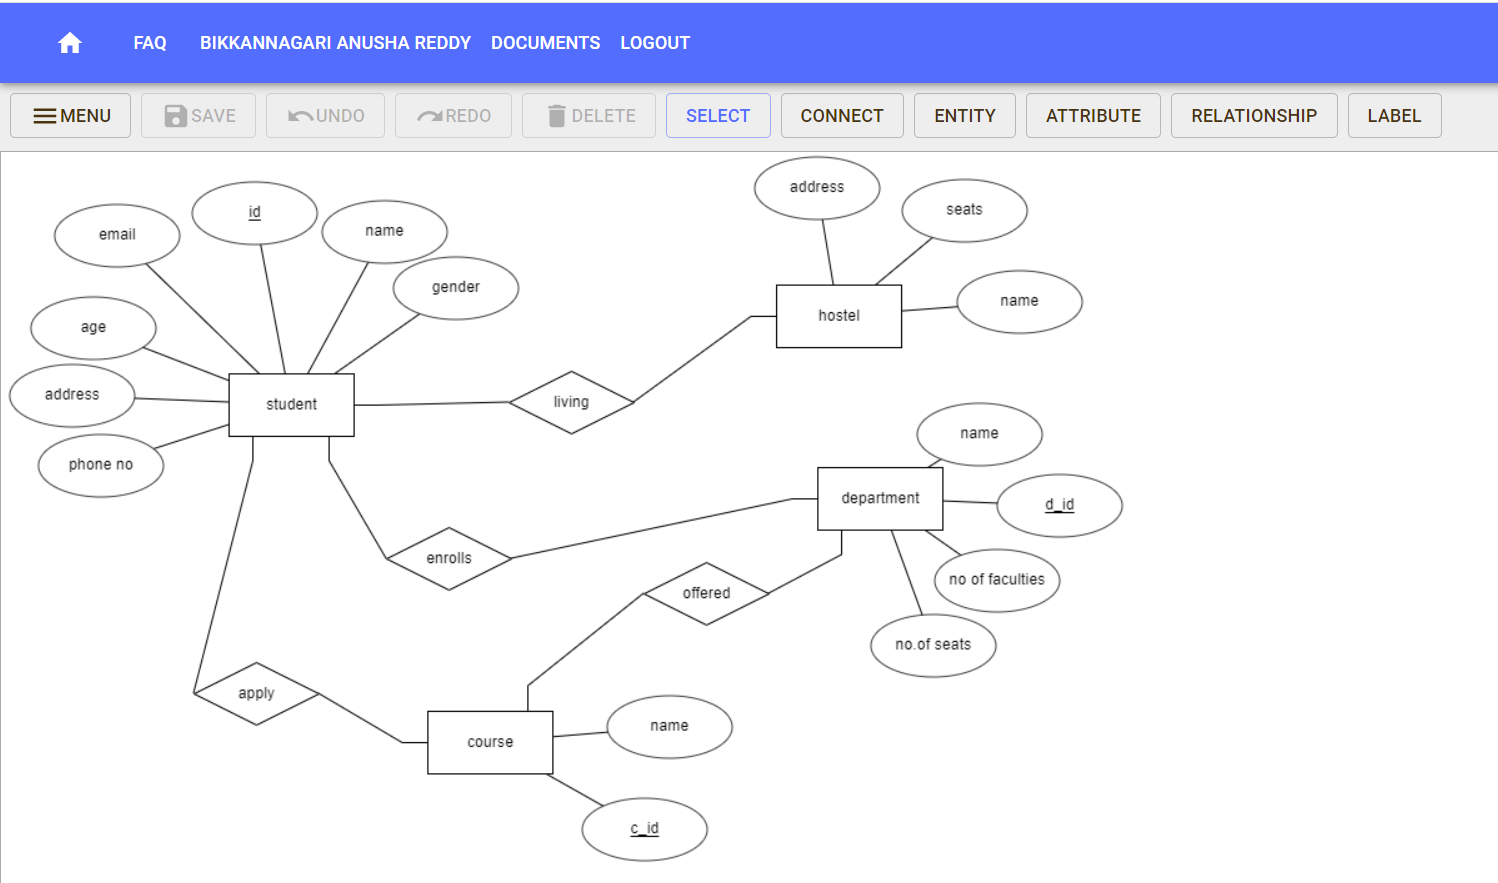 FAQ BIKKANNAGARI ANUSHA REDDY DOCUMENTS LOGOUT
MENU SAVE UNDO REDO DELETE SELECT CONNECT ENTITY ATTRIBUTE RELATIONSHIP LABEL
address
seats
name
hostel
id
email
name
gender
age
address
phone no
student
living
name
department
d_id
no of faculties
no.of seats
enrolls
offered
apply
course
name
c_id